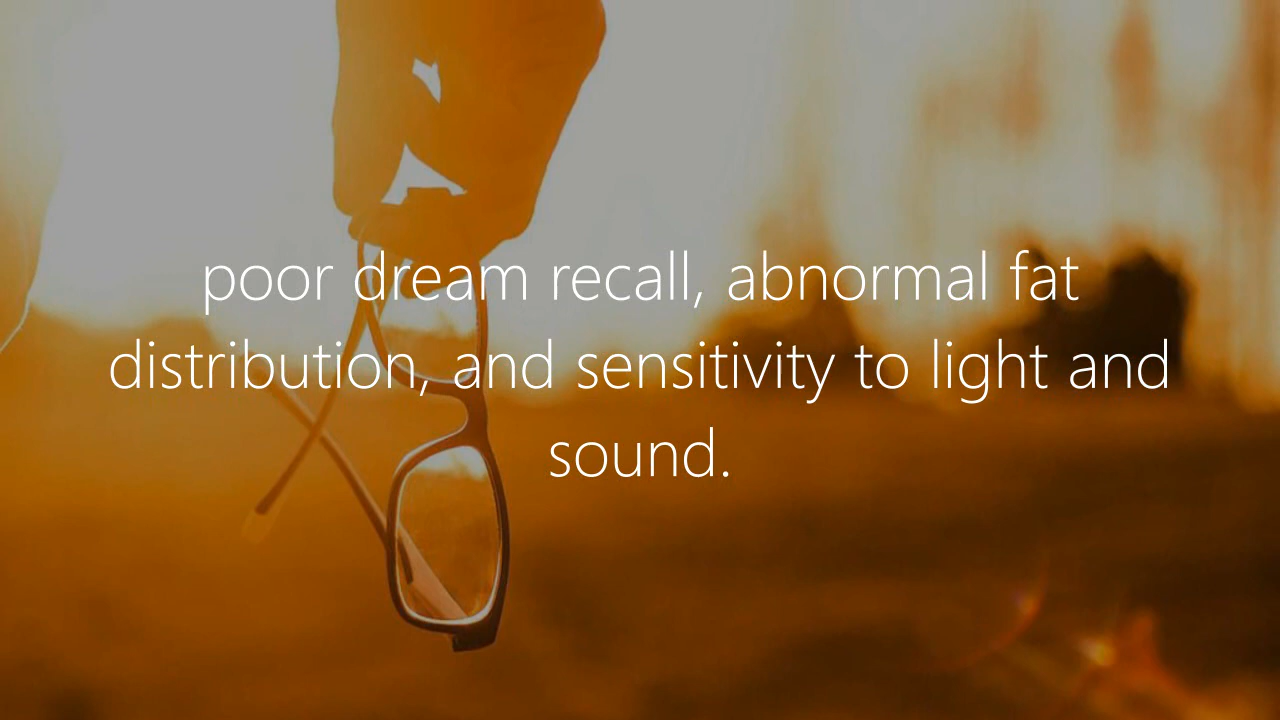 poor dream recall, abnormal fat
distribution, and sensitivity to light and
sound.